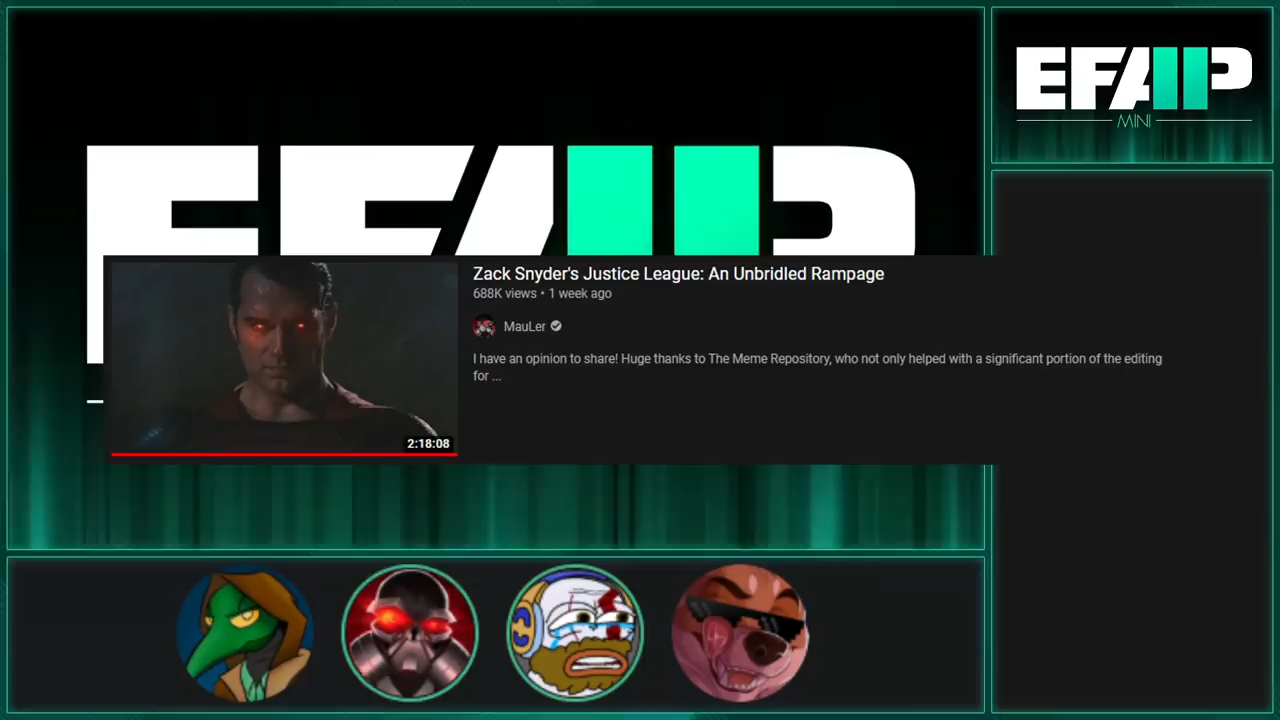 EFAP
MINI
EFAP
Zack Snyder's Justice League: An Unbridled Rampage
688K views • 1 week ago
MauLer
I have an opinion to share! Huge thanks to The Meme Repository, who not only helped with a significant portion of the editing
for ...
2:18:08